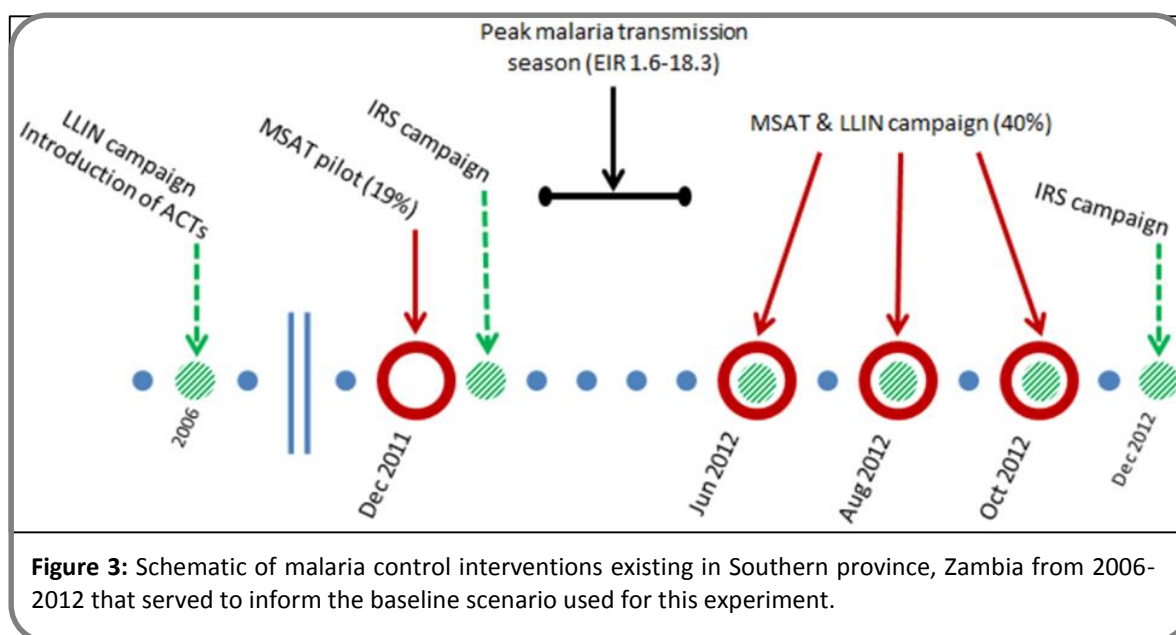 Peak malaria transmission
season (EIR 1.6-18.3)
LLIN campaign
Introduction of ACTs
MSAT pilot (19%)
IRS campaign
MSAT & LLIN campaign (40%)
IRS campaign
2006
Dec 2011
Jun 2012
Aug 2012
Oct 2012
Dec 2012
Figure 3: Schematic of malaria control interventions existing in Southern province, Zambia from 2006-
2012 that served to inform the baseline scenario used for this experiment.